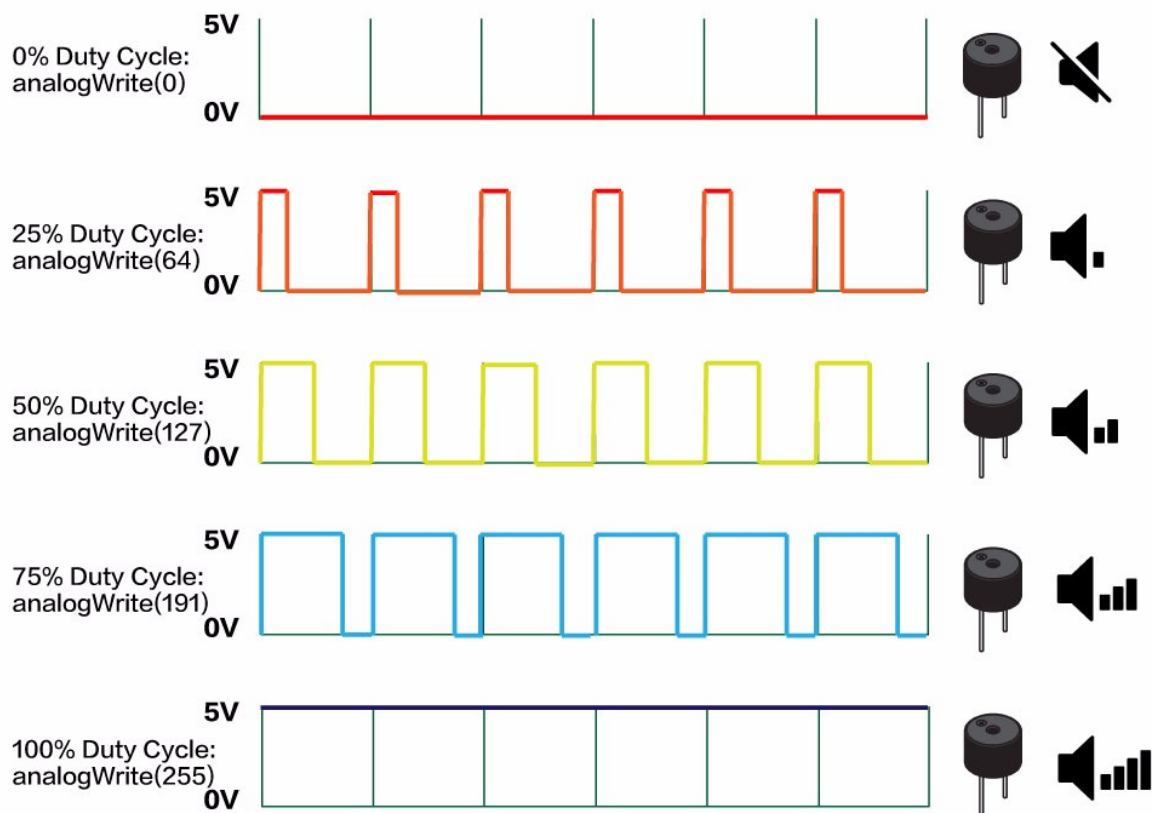 5V
0% Duty Cycle:
analogWrite(0)
0V
5V
25% Duty Cycle:
analogWrite(64)
0V
5V
50% Duty Cycle:
analogWrite(127)
0V
5V
75% Duty Cycle:
analogWrite(191)
0V
5V
100% Duty Cycle:
analogWrite(255)
0V